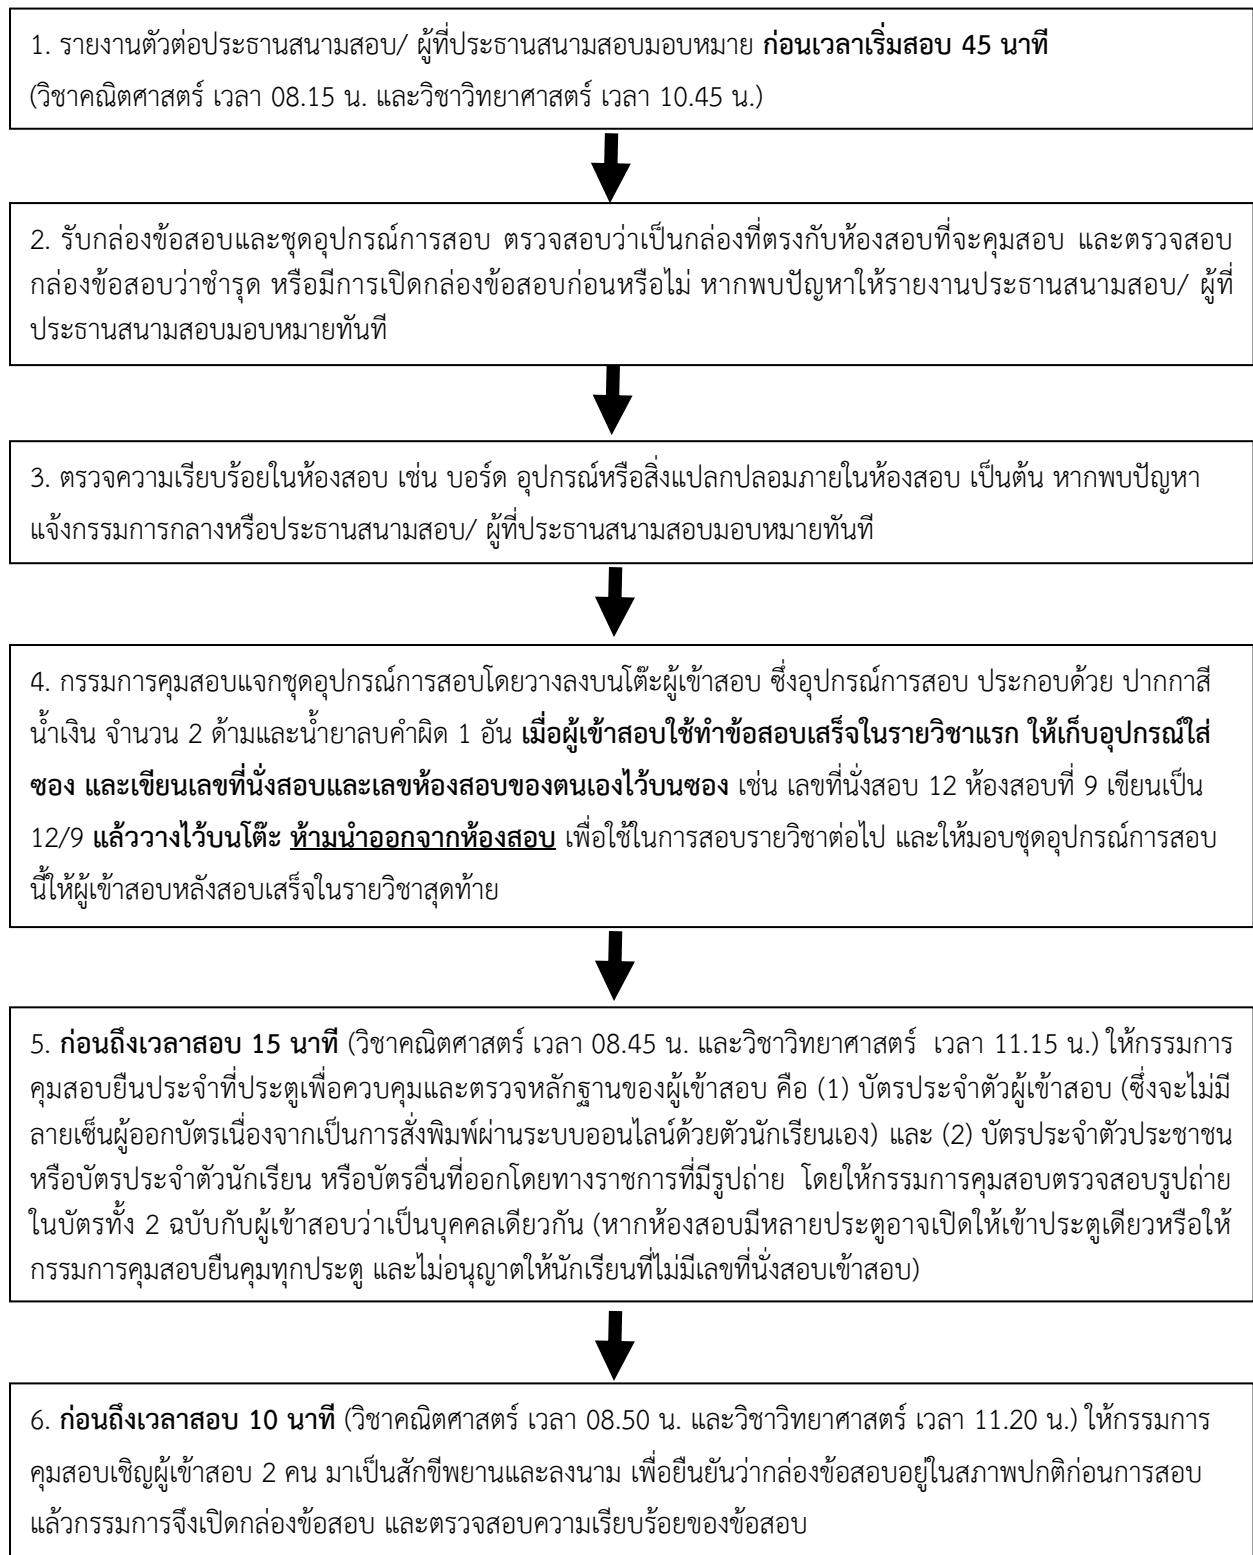 1. รายงานตัวต่อประธานสนามสอบ/ ผู้ที่ประธานสนามสอบมอบหมาย ก่อนเวลาเริ่มสอบ 45 นาที
(วิชาคณิตศาสตร์ เวลา 08.15 น. และวิชาวิทยาศาสตร์ เวลา 10.45 น.)
2. รับกล่องข้อสอบและชุดอุปกรณ์การสอบ ตรวจสอบว่าเป็นกล่องที่ตรงกับห้องสอบที่จะคุมสอบ และตรวจสอบ
กล่องข้อสอบว่าชำรุด หรือมีการเปิดกล่องข้อสอบก่อนหรือไม่ หากพบปัญหาให้รายงานประธานสนามสอบ/ ผู้ที่
ประธานสนามสอบมอบหมายทันที
3. ตรวจความเรียบร้อยในห้องสอบ เช่น บอร์ด อุปกรณ์หรือสิ่งแปลกปลอมภายในห้องสอบ เป็นต้น หากพบปัญหา
แจ้งกรรมการกลางหรือประธานสนามสอบ/ ผู้ที่ประธานสนามสอบมอบหมายทันที
4. กรรมการคุมสอบแจกชุดอุปกรณ์การสอบโดยวางลงบนโต๊ะผู้เข้าสอบ ซึ่งอุปกรณ์การสอบ ประกอบด้วย ปากกาสี
น้ำเงิน จำนวน 2 ด้ามและน้ำยาลบคำผิด 1 อัน เมื่อผู้เข้าสอบใช้ทำข้อสอบเสร็จในรายวิชาแรก ให้เก็บอุปกรณ์ใส่
ซอง และเขียนเลขที่นั่งสอบและเลขห้องสอบของตนเองไว้บนซอง เช่น เลขที่นั่งสอบ 12 ห้องสอบที่ 9 เขียนเป็น
12/9 แล้ววางไว้บนโต๊ะ ห้ามนำออกจากห้องสอบ เพื่อใช้ในการสอบรายวิชาต่อไป และให้มอบชุดอุปกรณ์การสอบ
นี้ให้ผู้เข้าสอบหลังสอบเสร็จในรายวิชาสุดท้าย
5. ก่อนถึงเวลาสอบ 15 นาที (วิชาคณิตศาสตร์ เวลา 08.45 น. และวิชาวิทยาศาสตร์ เวลา 11.15 น.) ให้กรรมการ
คุมสอบยืนประจำที่ประตูเพื่อควบคุมและตรวจหลักฐานของผู้เข้าสอบ คือ (1) บัตรประจำตัวผู้เข้าสอบ (ซึ่งจะไม่มี
ลายเซ็นผู้ออกบัตรเนื่องจากเป็นการสั่งพิมพ์ผ่านระบบออนไลน์ด้วยตัวนักเรียนเอง) และ (2) บัตรประจำตัวประชาชน
หรือบัตรประจำตัวนักเรียน หรือบัตรอื่นที่ออกโดยทางราชการที่มีรูปถ่าย โดยให้กรรมการคุมสอบตรวจสอบรูปถ่าย
ในบัตรทั้ง 2 ฉบับกับผู้เข้าสอบว่าเป็นบุคคลเดียวกัน (หากห้องสอบมีหลายประตูอาจเปิดให้เข้าประตูเดียวหรือให้
กรรมการคุมสอบยืนคุมทุกประตู และไม่อนุญาตให้นักเรียนที่ไม่มีเลขที่นั่งสอบเข้าสอบ)
6. ก่อนถึงเวลาสอบ 10 นาที (วิชาคณิตศาสตร์ เวลา 08.50 น. และวิชาวิทยาศาสตร์ เวลา 11.20 น.) ให้กรรมการ
คุมสอบเชิญผู้เข้าสอบ 2 คน มาเป็นสักขีพยานและลงนาม เพื่อยืนยันว่ากล่องข้อสอบอยู่ในสภาพปกติก่อนการสอบ
แล้วกรรมการจึงเปิดกล่องข้อสอบ และตรวจสอบความเรียบร้อยของข้อสอบ